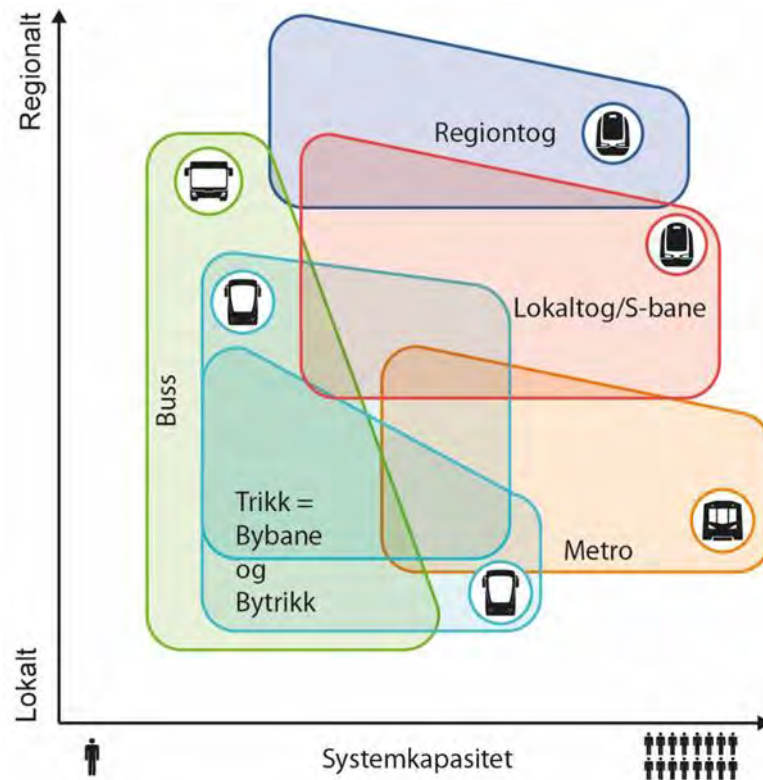 Regionalt
Regiontog
Lokaltog/S-bane
Buss
Trikk =
Bybane
og
Bytrikk
Metro
Lokalt
Systemkapasitet